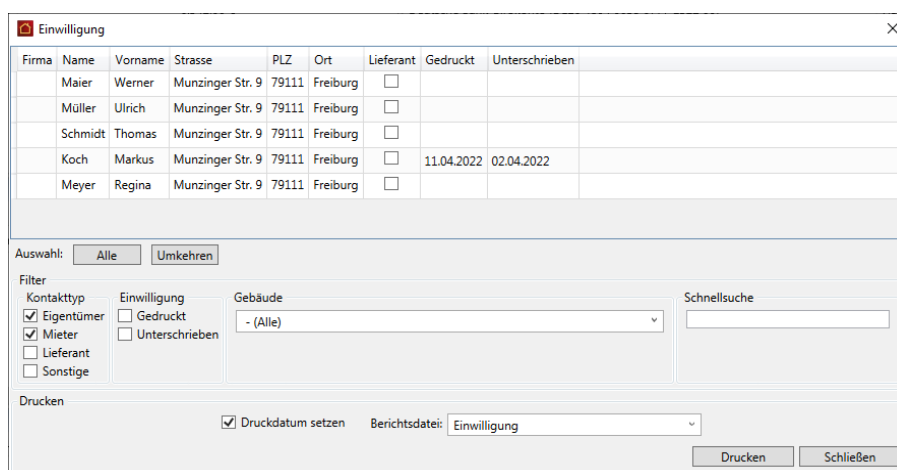 Einwilligung
Firma Name Vorname Strasse PLZ Ort Lieferant Gedruckt Unterschrieben
Maier Werner Munzinger Str. 9 79111 Freiburg
Müller Ulrich Munzinger Str. 9 79111 Freiburg
Schmidt Thomas Munzinger Str. 9 79111 Freiburg
Koch Markus Munzinger Str. 9 79111 Freiburg 11.04.2022 02.04.2022
Meyer Regina Munzinger Str. 9 79111 Freiburg
Auswahl: Alle Umkehren
Filter
Kontakttyp Einwilligung Gebäude Schnellsuche
Eigentümer Gedruckt - (Alle)
Mieter Unterschrieben
Lieferant
Sonstige
Drucken
Druckdatum setzen Berichtsdatei: Einwilligung
Drucken Schließen